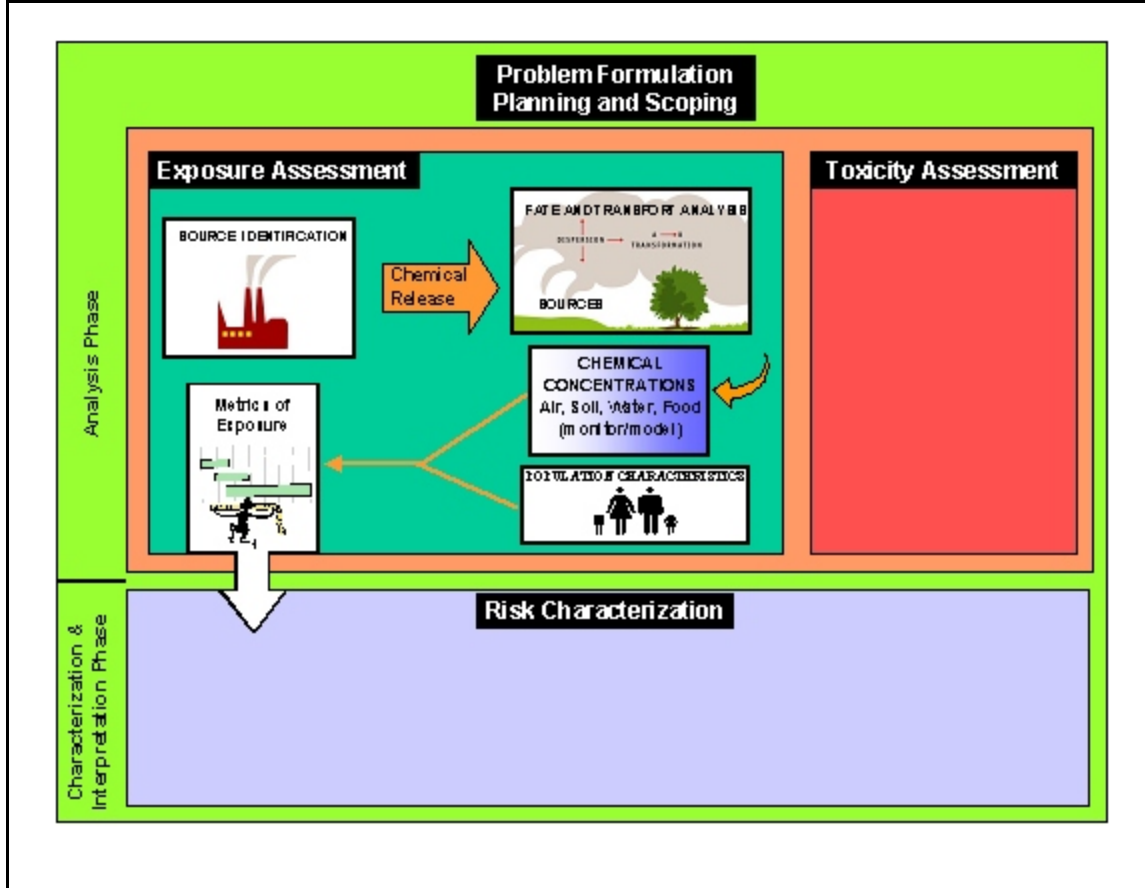 Problem Formulation
Planning and Scoping
Exposure Assessment
Toxicity Assessment
SOURCE IDENTIFICATION
Chemical
Release
FATE AND TRANSPORT ANALYSIS
DISPERSION
A → B
TRANSFORMATION
SOURCES
CHEMICAL
CONCENTRATIONS
Air, Soil, Water, Food
(monitor/model)
Metrics of
Exposure
POPULATION CHARACTERISTICS
Analysis Phase
Risk Characterization
Characterization &
Interpretation Phase